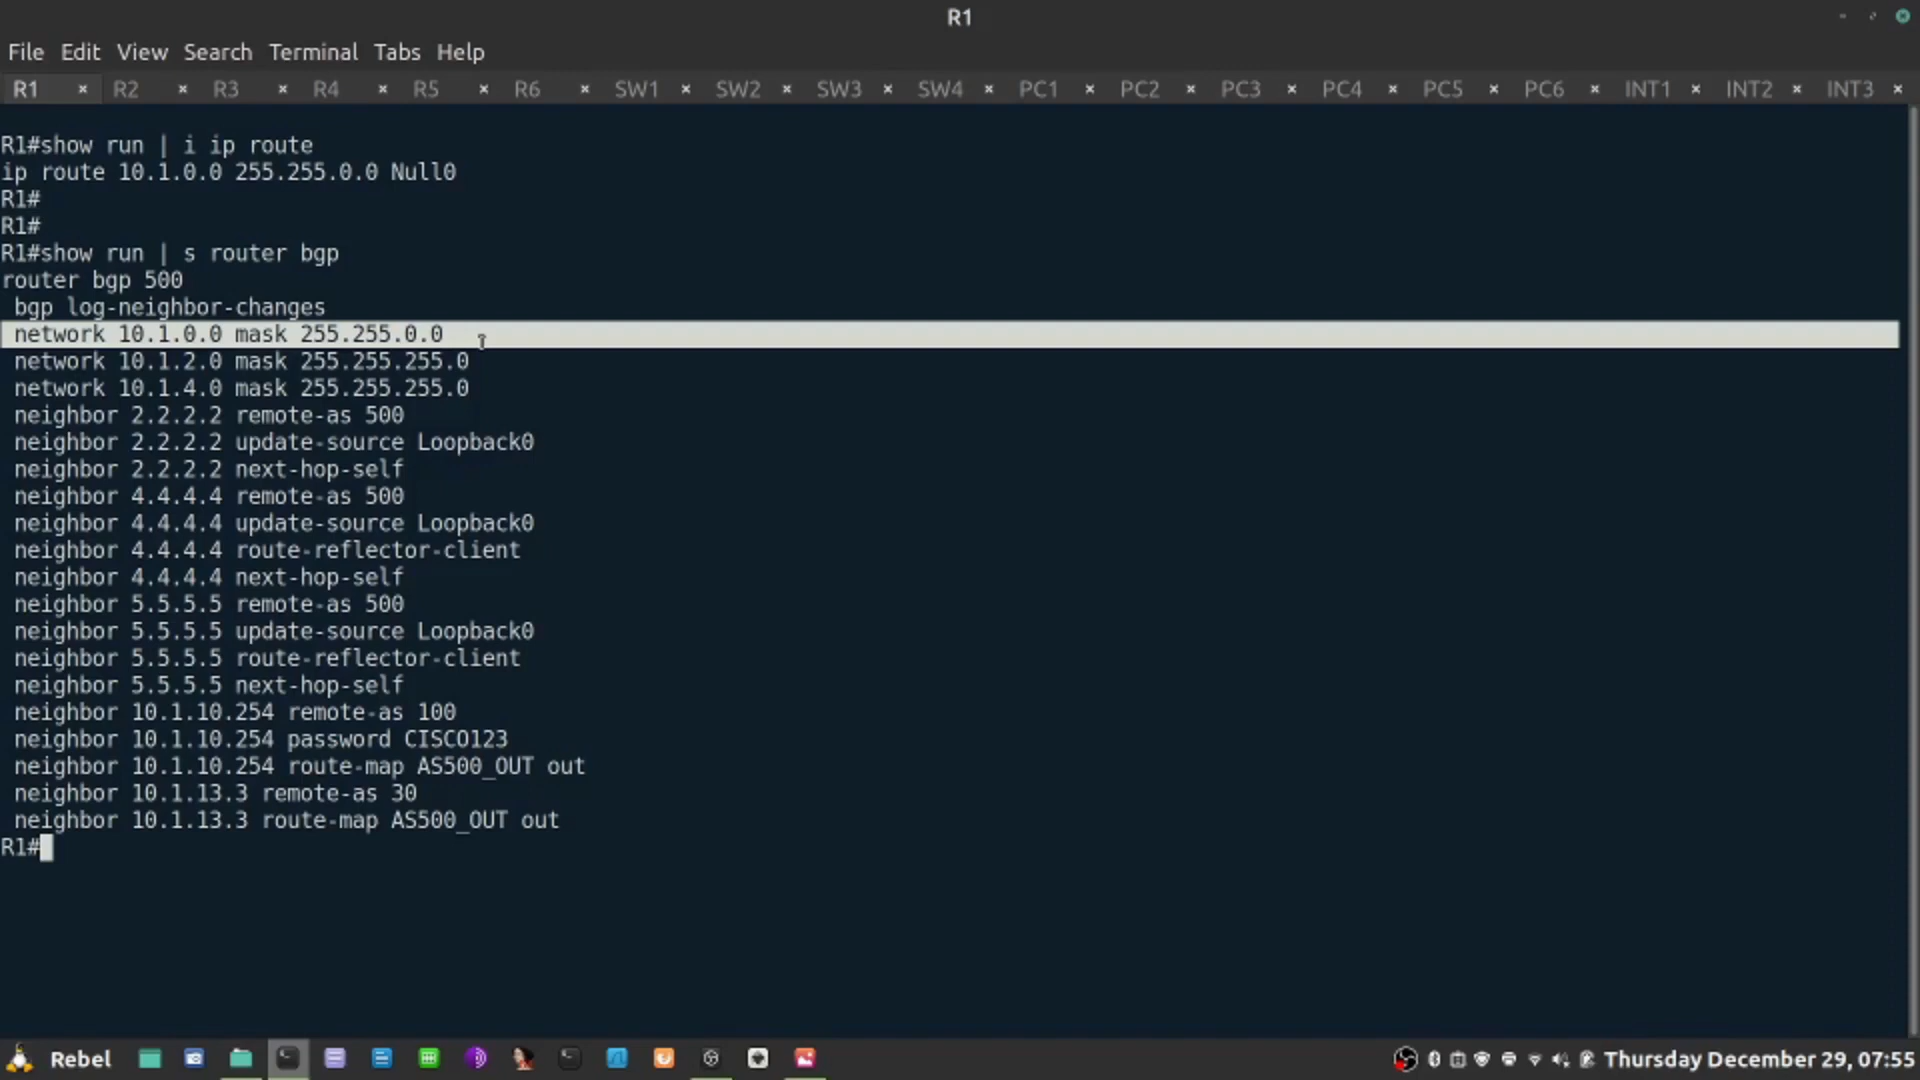 R1
File Edit View Search Terminal Tabs Help
R1 × R2 × R3 × R4 × R5 × R6 × SW1 × SW2 × SW3 × SW4 × PC1 × PC2 × PC3 × PC4 × PC5 × PC6 × INT1 × INT2 × INT3 ×
R1#show run | i ip route
ip route 10.1.0.0 255.255.0.0 Null0
R1#
R1#
R1#show run | s router bgp
router bgp 500
bgp log-neighbor-changes
network 10.1.0.0 mask 255.255.0.0
network 10.1.2.0 mask 255.255.255.0
network 10.1.4.0 mask 255.255.255.0
neighbor 2.2.2.2 remote-as 500
neighbor 2.2.2.2 update-source Loopback0
neighbor 2.2.2.2 next-hop-self
neighbor 4.4.4.4 remote-as 500
neighbor 4.4.4.4 update-source Loopback0
neighbor 4.4.4.4 route-reflector-client
neighbor 4.4.4.4 next-hop-self
neighbor 5.5.5.5 remote-as 500
neighbor 5.5.5.5 update-source Loopback0
neighbor 5.5.5.5 route-reflector-client
neighbor 5.5.5.5 next-hop-self
neighbor 10.1.10.254 remote-as 100
neighbor 10.1.10.254 password CISCO123
neighbor 10.1.10.254 route-map AS500_OUT out
neighbor 10.1.13.3 remote-as 30
neighbor 10.1.13.3 route-map AS500_OUT out
R1#
Rebel Thursday December 29, 07:55